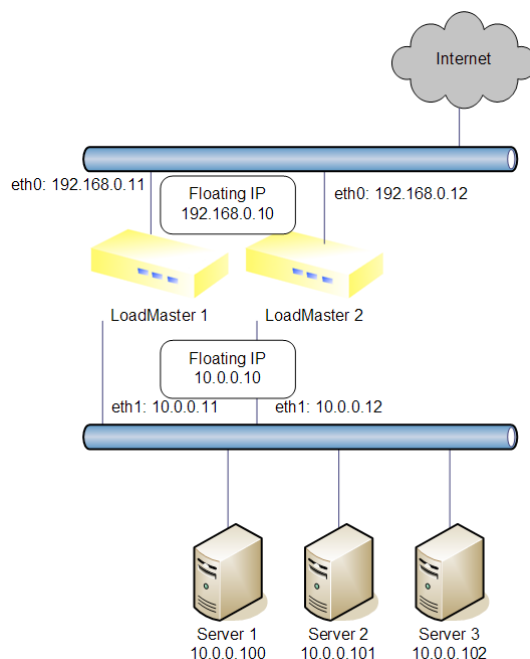 Internet
eth0: 192.168.0.11
Floating IP
192.168.0.10
eth0: 192.168.0.12
LoadMaster 1
LoadMaster 2
Floating IP
10.0.0.10
eth1: 10.0.0.11
eth1: 10.0.0.12
Server 1
10.0.0.100
Server 2
10.0.0.101
Server 3
10.0.0.102